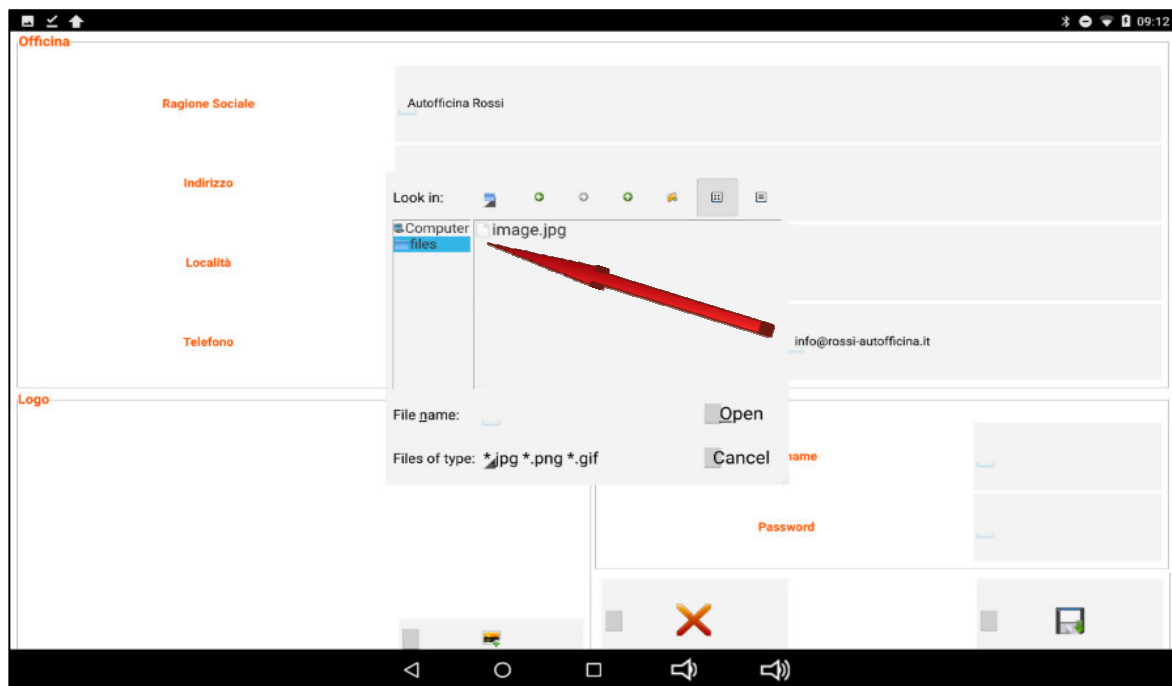 09:12
Officina
Ragione Sociale
Autofficina Rossi
Indirizzo
Look in:
Computer
image.jpg
files
Località
Telefono
info@rossi-autofficina.it
Logo
File name:
Open
Files of type: *.jpg *.png *.gif
Cancel
name
Password